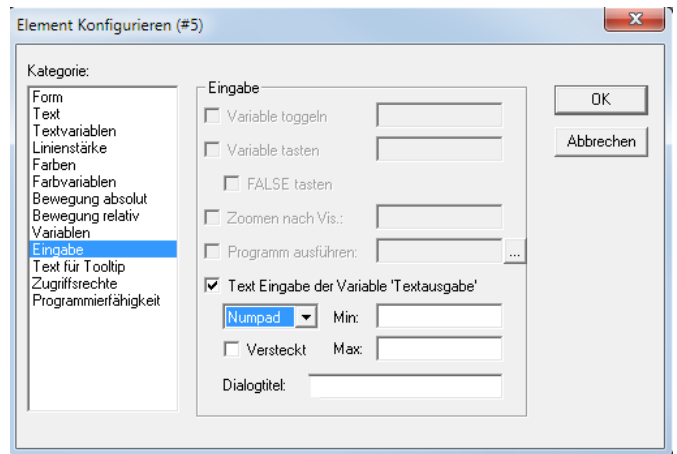 Element Konfigurieren (#5)
Kategorie:
Form
Text
Textvariablen
Linienstärke
Farben
Farbvariablen
Bewegung absolut
Bewegung relativ
Variablen
Eingabe
Text für Tooltip
Zugriffsrechte
Programmierfähigkeit
Eingabe
Variable toggeln
Variable tasten
FALSE tasten
Zoomen nach Vis.:
Programm ausführen:
...
Text Eingabe der Variable 'Textausgabe'
Numpad Min:
Versteckt Max:
Dialogtitel:
OK
Abbrechen